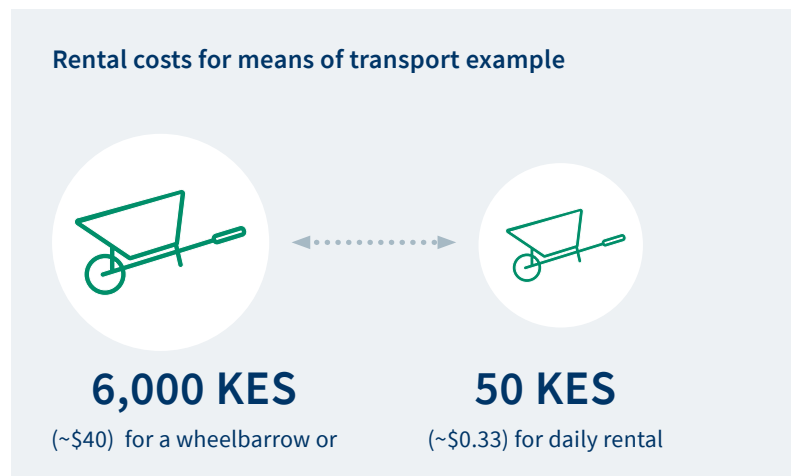 Rental costs for means of transport example
6,000 KES
(~$40) for a wheelbarrow or
50 KES
(~$0.33) for daily rental